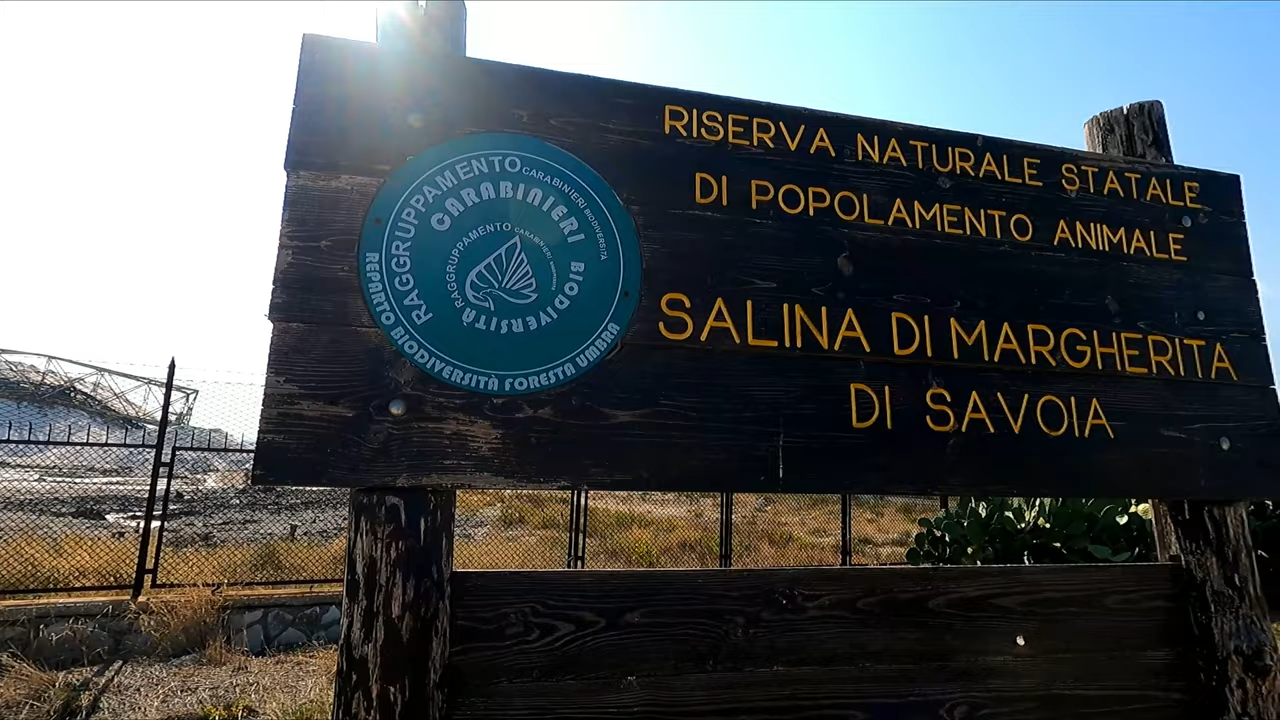 RAGGRUPPAMENTO CARABINIERI BIODIVERSITÀ
CARABINIERI BIODIVERSITÀ
RAGGRUPPAMENTO
REPARTO BIODIVERSITÀ FORESTA UMBRA
RISERVA NATURALE STATALE
DI POPOLAMENTO ANIMALE
SALINA DI MARGHERITA
DI SAVOIA